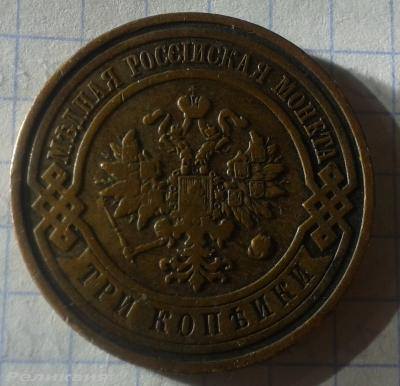 МѢДНАЯ РОССІЙСКАЯ МОНЕТА
ТРИ КОПѢЙКИ